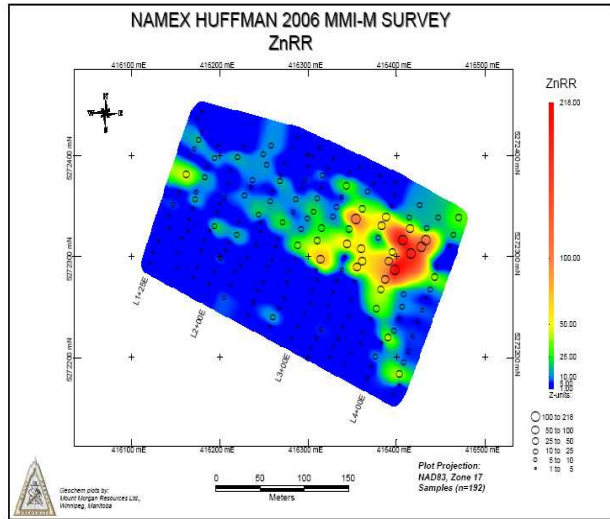 NAMEX HUFFMAN 2006 MMI-M SURVEY
ZnRR
416100 mE 416200 mE 416300 mE 416400 mE 416500 mE
ZnRR
218.00
100.00
50.00
25.00
10.00
5.00
1.00
Z-units:
100 to 218
50 to 100
25 to 50
10 to 25
5 to 10
1 to 5
N
W E
S
5272400 mN
5272300 mN
5272200 mN
5272400 mN
5272300 mN
5272200 mN
L1+25E
L2+00E
L3+00E
L4+00E
416100 mE 416200 mE 416300 mE 416400 mE 416500 mE
Geochem plots by:
Mount Morgan Resources Ltd.,
Winnipeg, Manitoba
0 50 100 150
Meters
Plot Projection:
NAD83, Zone 17
Samples (n=192)